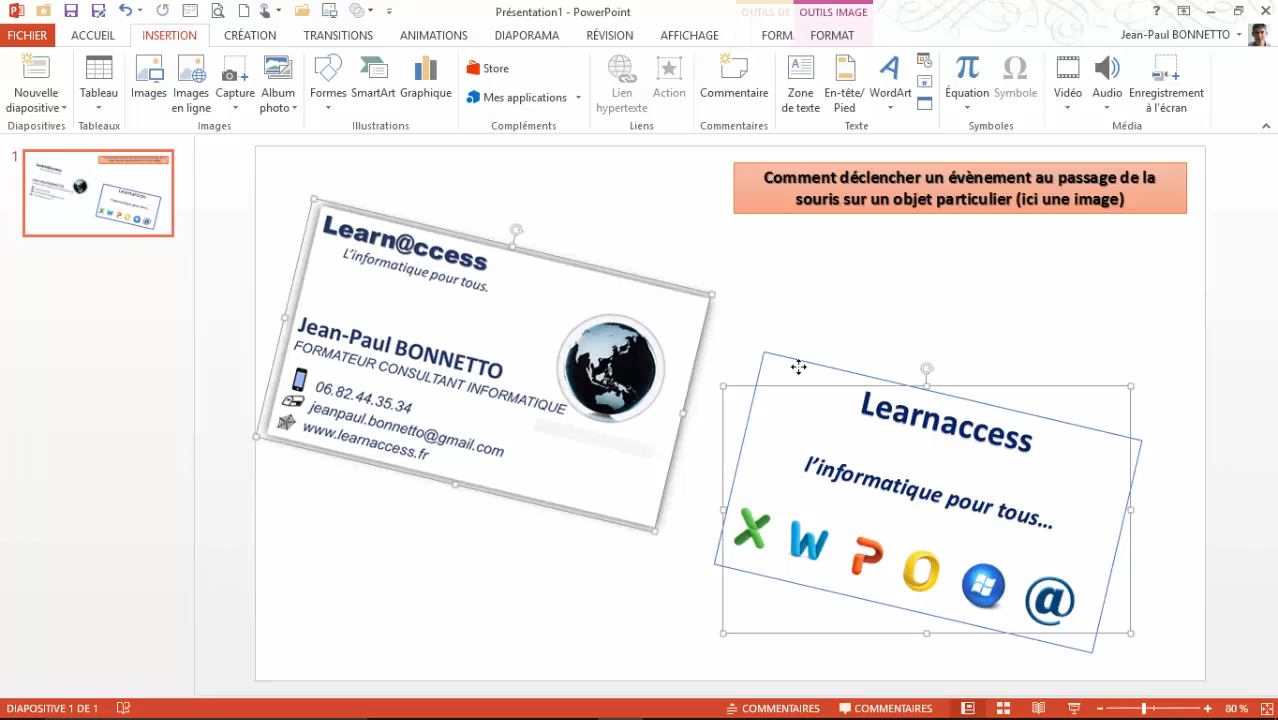 Présentation1 - PowerPoint
OUTILS DE
OUTILS IMAGE
?
FICHIER
ACCUEIL
INSERTION
CRÉATION
TRANSITIONS
ANIMATIONS
DIAPORAMA
RÉVISION
AFFICHAGE
FORM.
FORMAT
Jean-Paul BONNETTO
Nouvelle
diapositive
Diapositives
Tableau
Tableaux
Images
Images
en ligne
Capture
Album
photo
Images
Formes
SmartArt
Graphique
Illustrations
Store
Mes applications
Compléments
Lien
hypertexte
Action
Liens
Commentaire
Commentaires
Zone
de texte
En-tête/
Pied
WordArt
Texte
Équation
Symbole
Symboles
Vidéo
Audio
Enregistrement
à l'écran
Média
1
Comment déclencher un évènement au passage de la
souris sur un objet particulier (ici une image)
Learn@ccess
L'informatique pour tous.
Jean-Paul BONNETTO
FORMATEUR CONSULTANT INFORMATIQUE
06.82.44.35.34
jeanpaul.bonnetto@gmail.com
www.learnaccess.fr
Learnaccess
l'informatique pour tous...
X W P O @
DIAPOSITIVE 1 DE 1
COMMENTAIRES
COMMENTAIRES
80 %